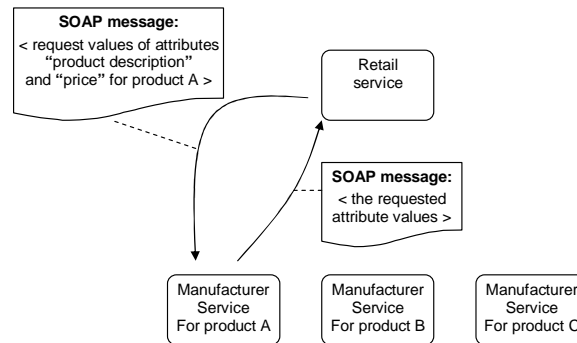 SOAP message:
< request values of attributes
“product description”
and “price” for product A >
Retail
service
SOAP message:
< the requested
attribute values >
Manufacturer
Service
For product A
Manufacturer
Service
For product B
Manufacturer
Service
For product C